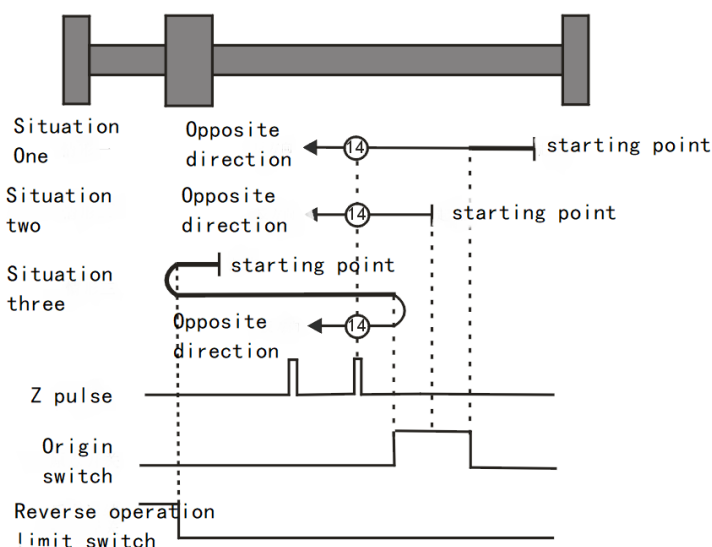 Situation
One
Opposite
direction
14
starting point
Situation
two
Opposite
direction
14
starting point
Situation
three
starting point
Opposite
direction
14
Z pulse
Origin
switch
Reverse operation
limit switch